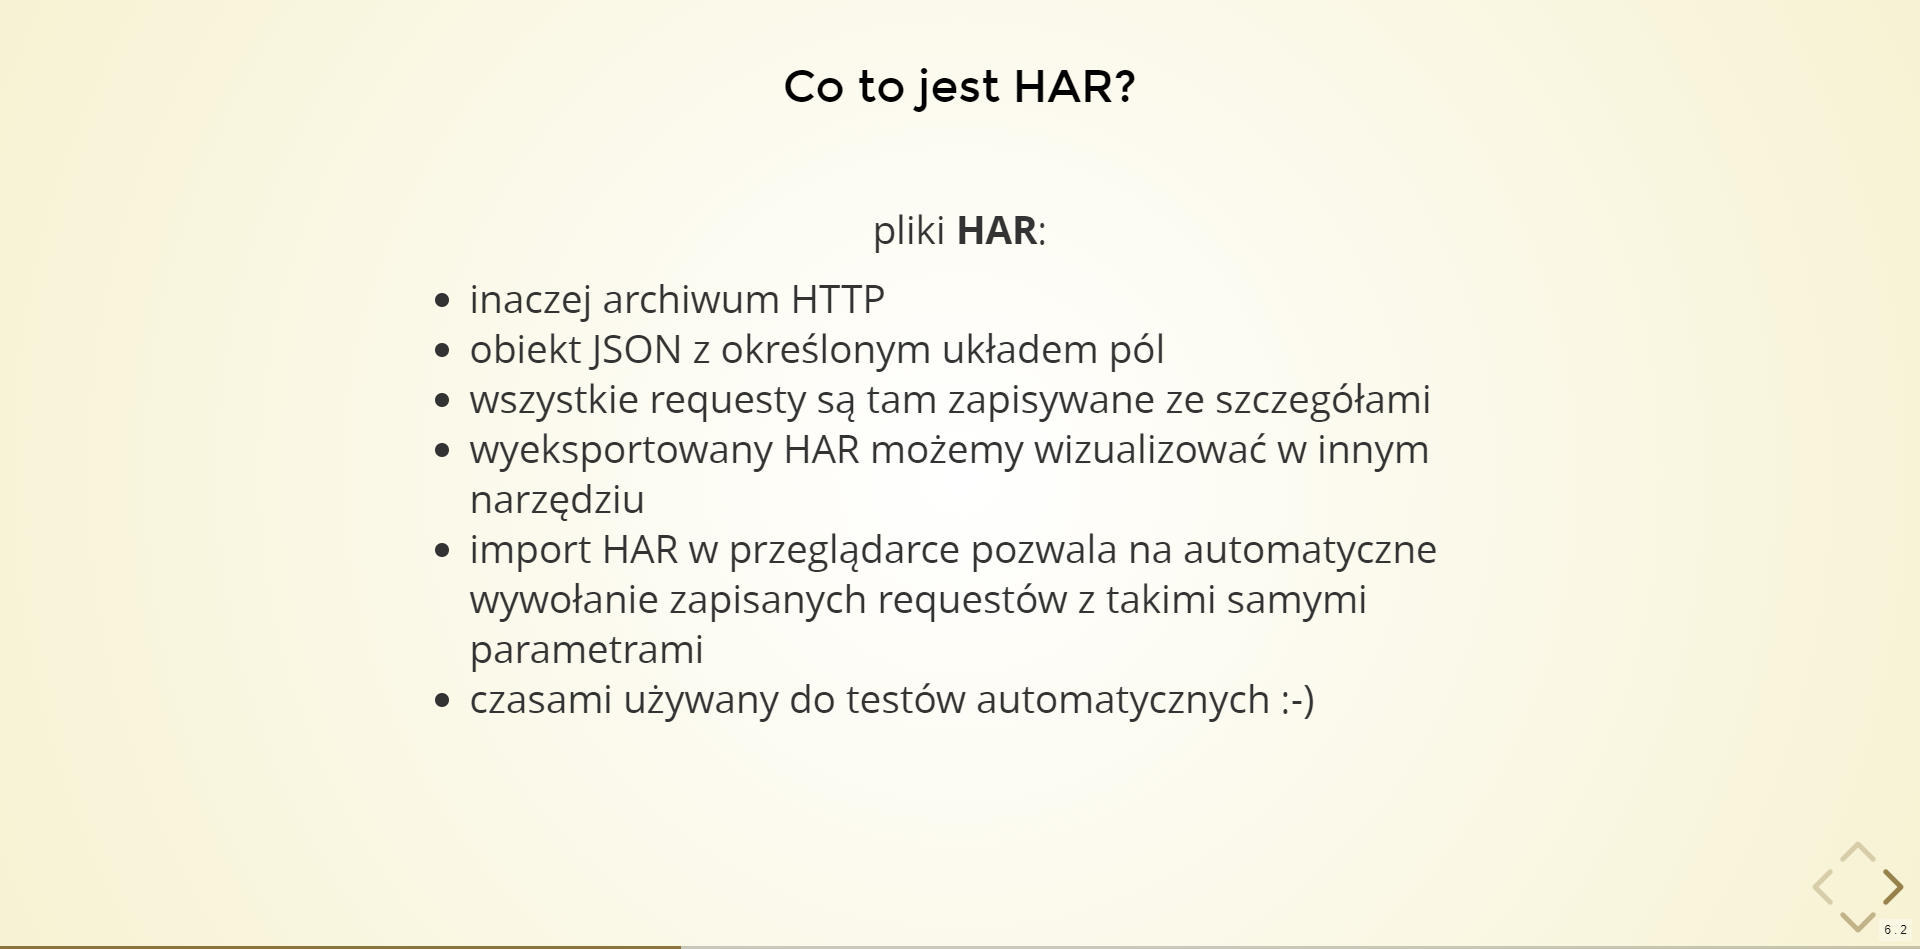 Co to jest HAR?
pliki HAR:
inaczej archiwum HTTP
obiekt JSON z określonym układem pól
wszystkie requesty są tam zapisywane ze szczegółami
wyeksportowany HAR możemy wizualizować w innym
narzędziu
import HAR w przeglądarce pozwala na automatyczne
wywołanie zapisanych requestów z takimi samymi
parametrami
czasami używany do testów automatycznych :-)
6.2